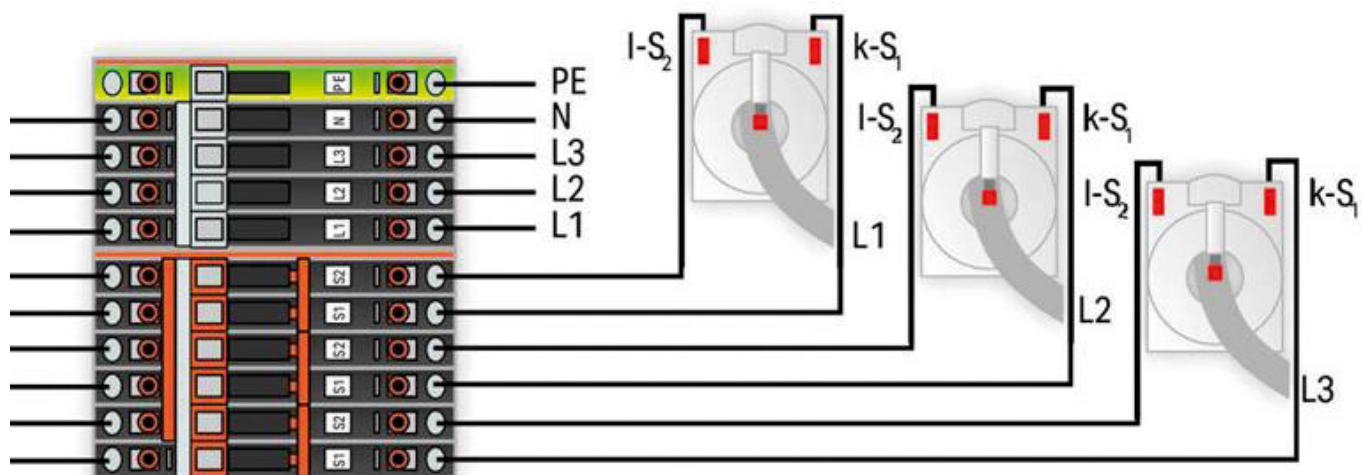 PE
PE
N
N
L3
L3
L2
L2
L1
L1
S2
S1
S2
S1
S2
S1
l-S₂
k-S₁
L1
l-S₂
k-S₁
L2
l-S₂
k-S₁
L3